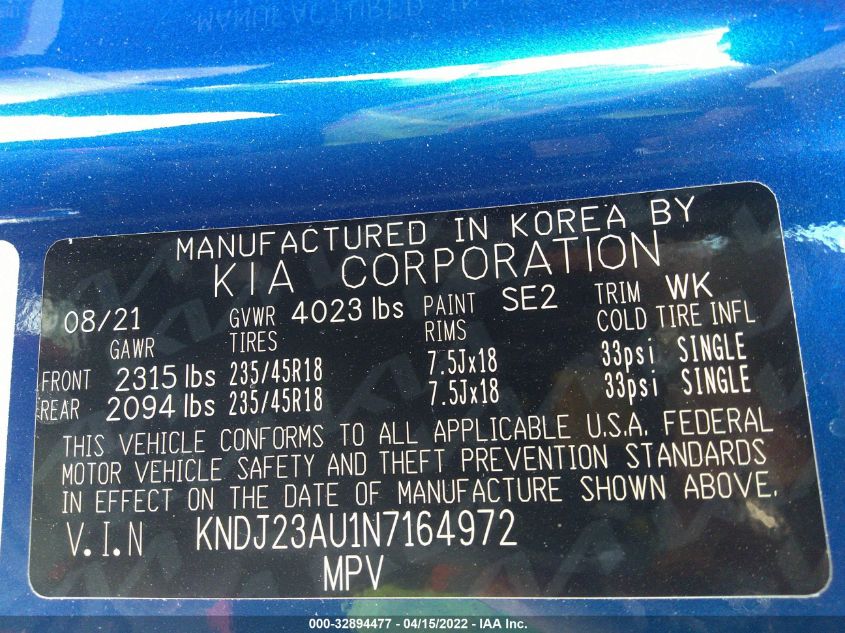 MANUFACTURED IN KOREA BY
KIA CORPORATION
08/21 GVWR 4023 lbs PAINT SE2 TRIM WK
GAWR TIRES RIMS COLD TIRE INFL
FRONT 2315 lbs 235/45R18 7.5Jx18 33psi SINGLE
REAR 2094 lbs 235/45R18 7.5Jx18 33psi SINGLE
THIS VEHICLE CONFORMS TO ALL APPLICABLE U.S.A. FEDERAL
MOTOR VEHICLE SAFETY AND THEFT PREVENTION STANDARDS
IN EFFECT ON THE DATE OF MANUFACTURE SHOWN ABOVE.
V.I.N KNDJ23AU1N7164972
MPV
000-32894477 - 04/15/2022 - IAA Inc.